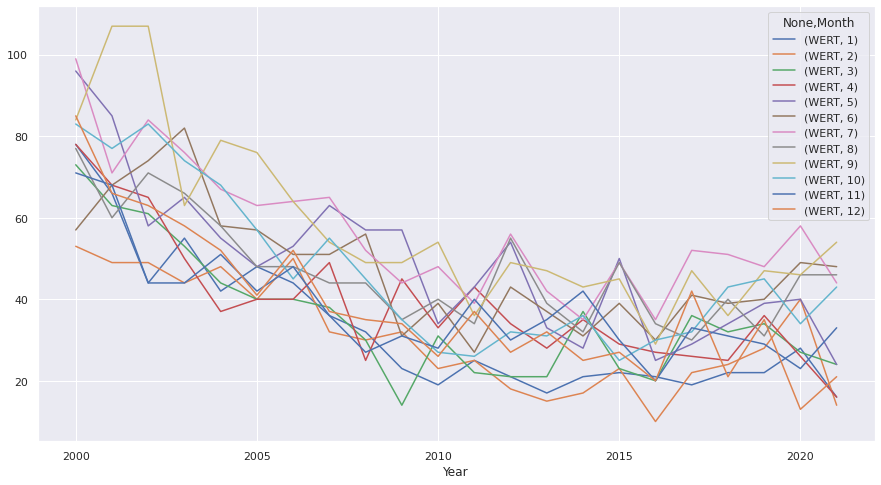 None,Month
(WERT, 1)
(WERT, 2)
(WERT, 3)
(WERT, 4)
(WERT, 5)
(WERT, 6)
(WERT, 7)
(WERT, 8)
(WERT, 9)
(WERT, 10)
(WERT, 11)
(WERT, 12)
100
80
60
40
20
2000 2005 2010 2015 2020
Year